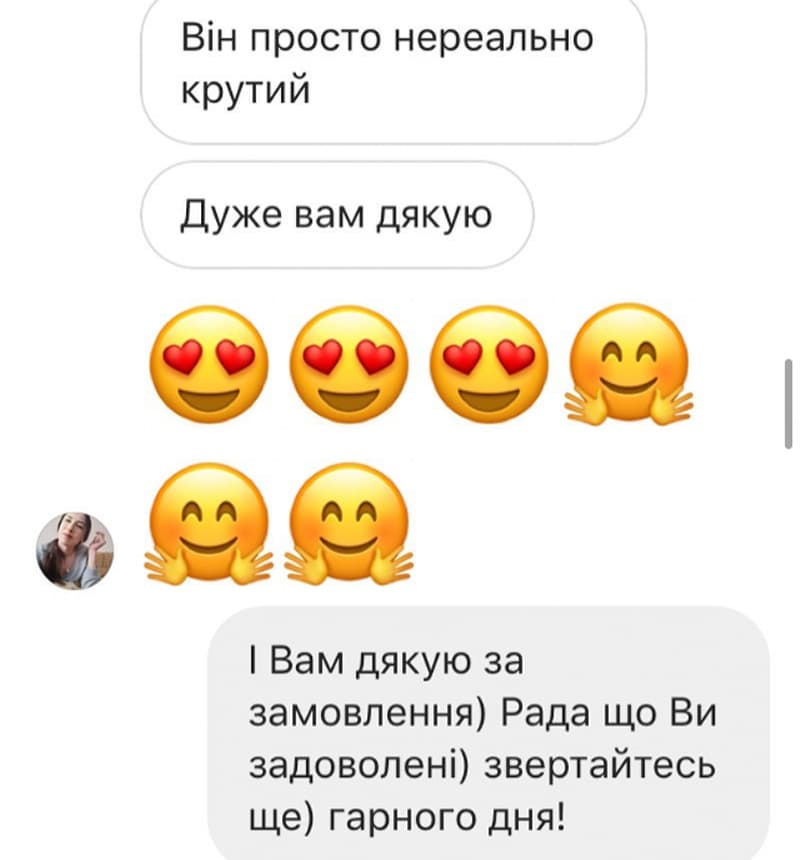 Він просто нереально
крутий
Дуже вам дякую
І Вам дякую за
замовлення) Рада що Ви
задоволені) звертайтесь
ще) гарного дня!